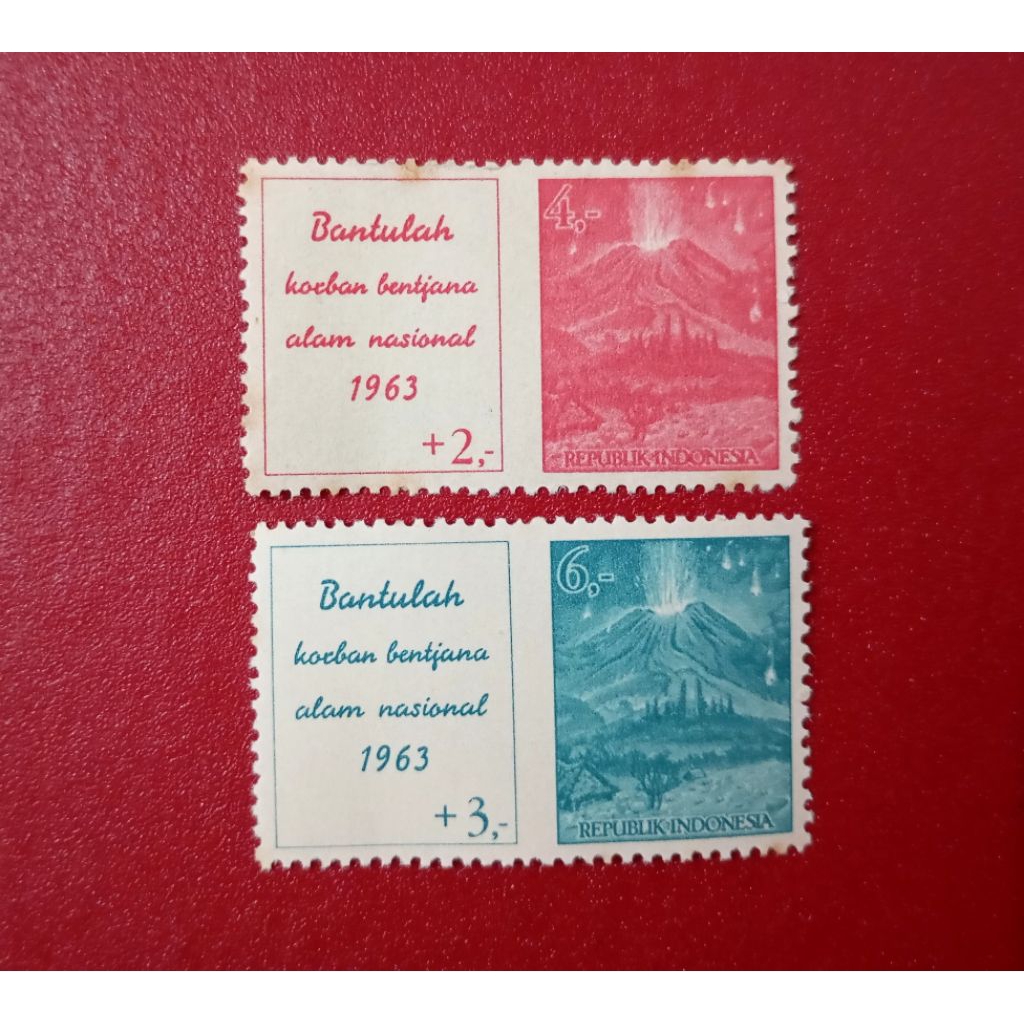 Bantulah
korban bentjana
alam nasional
1963
+2,-
4,-
REPUBLIK INDONESIA
Bantulah
korban bentjana
alam nasional
1963
+3,-
6,-
REPUBLIK INDONESIA